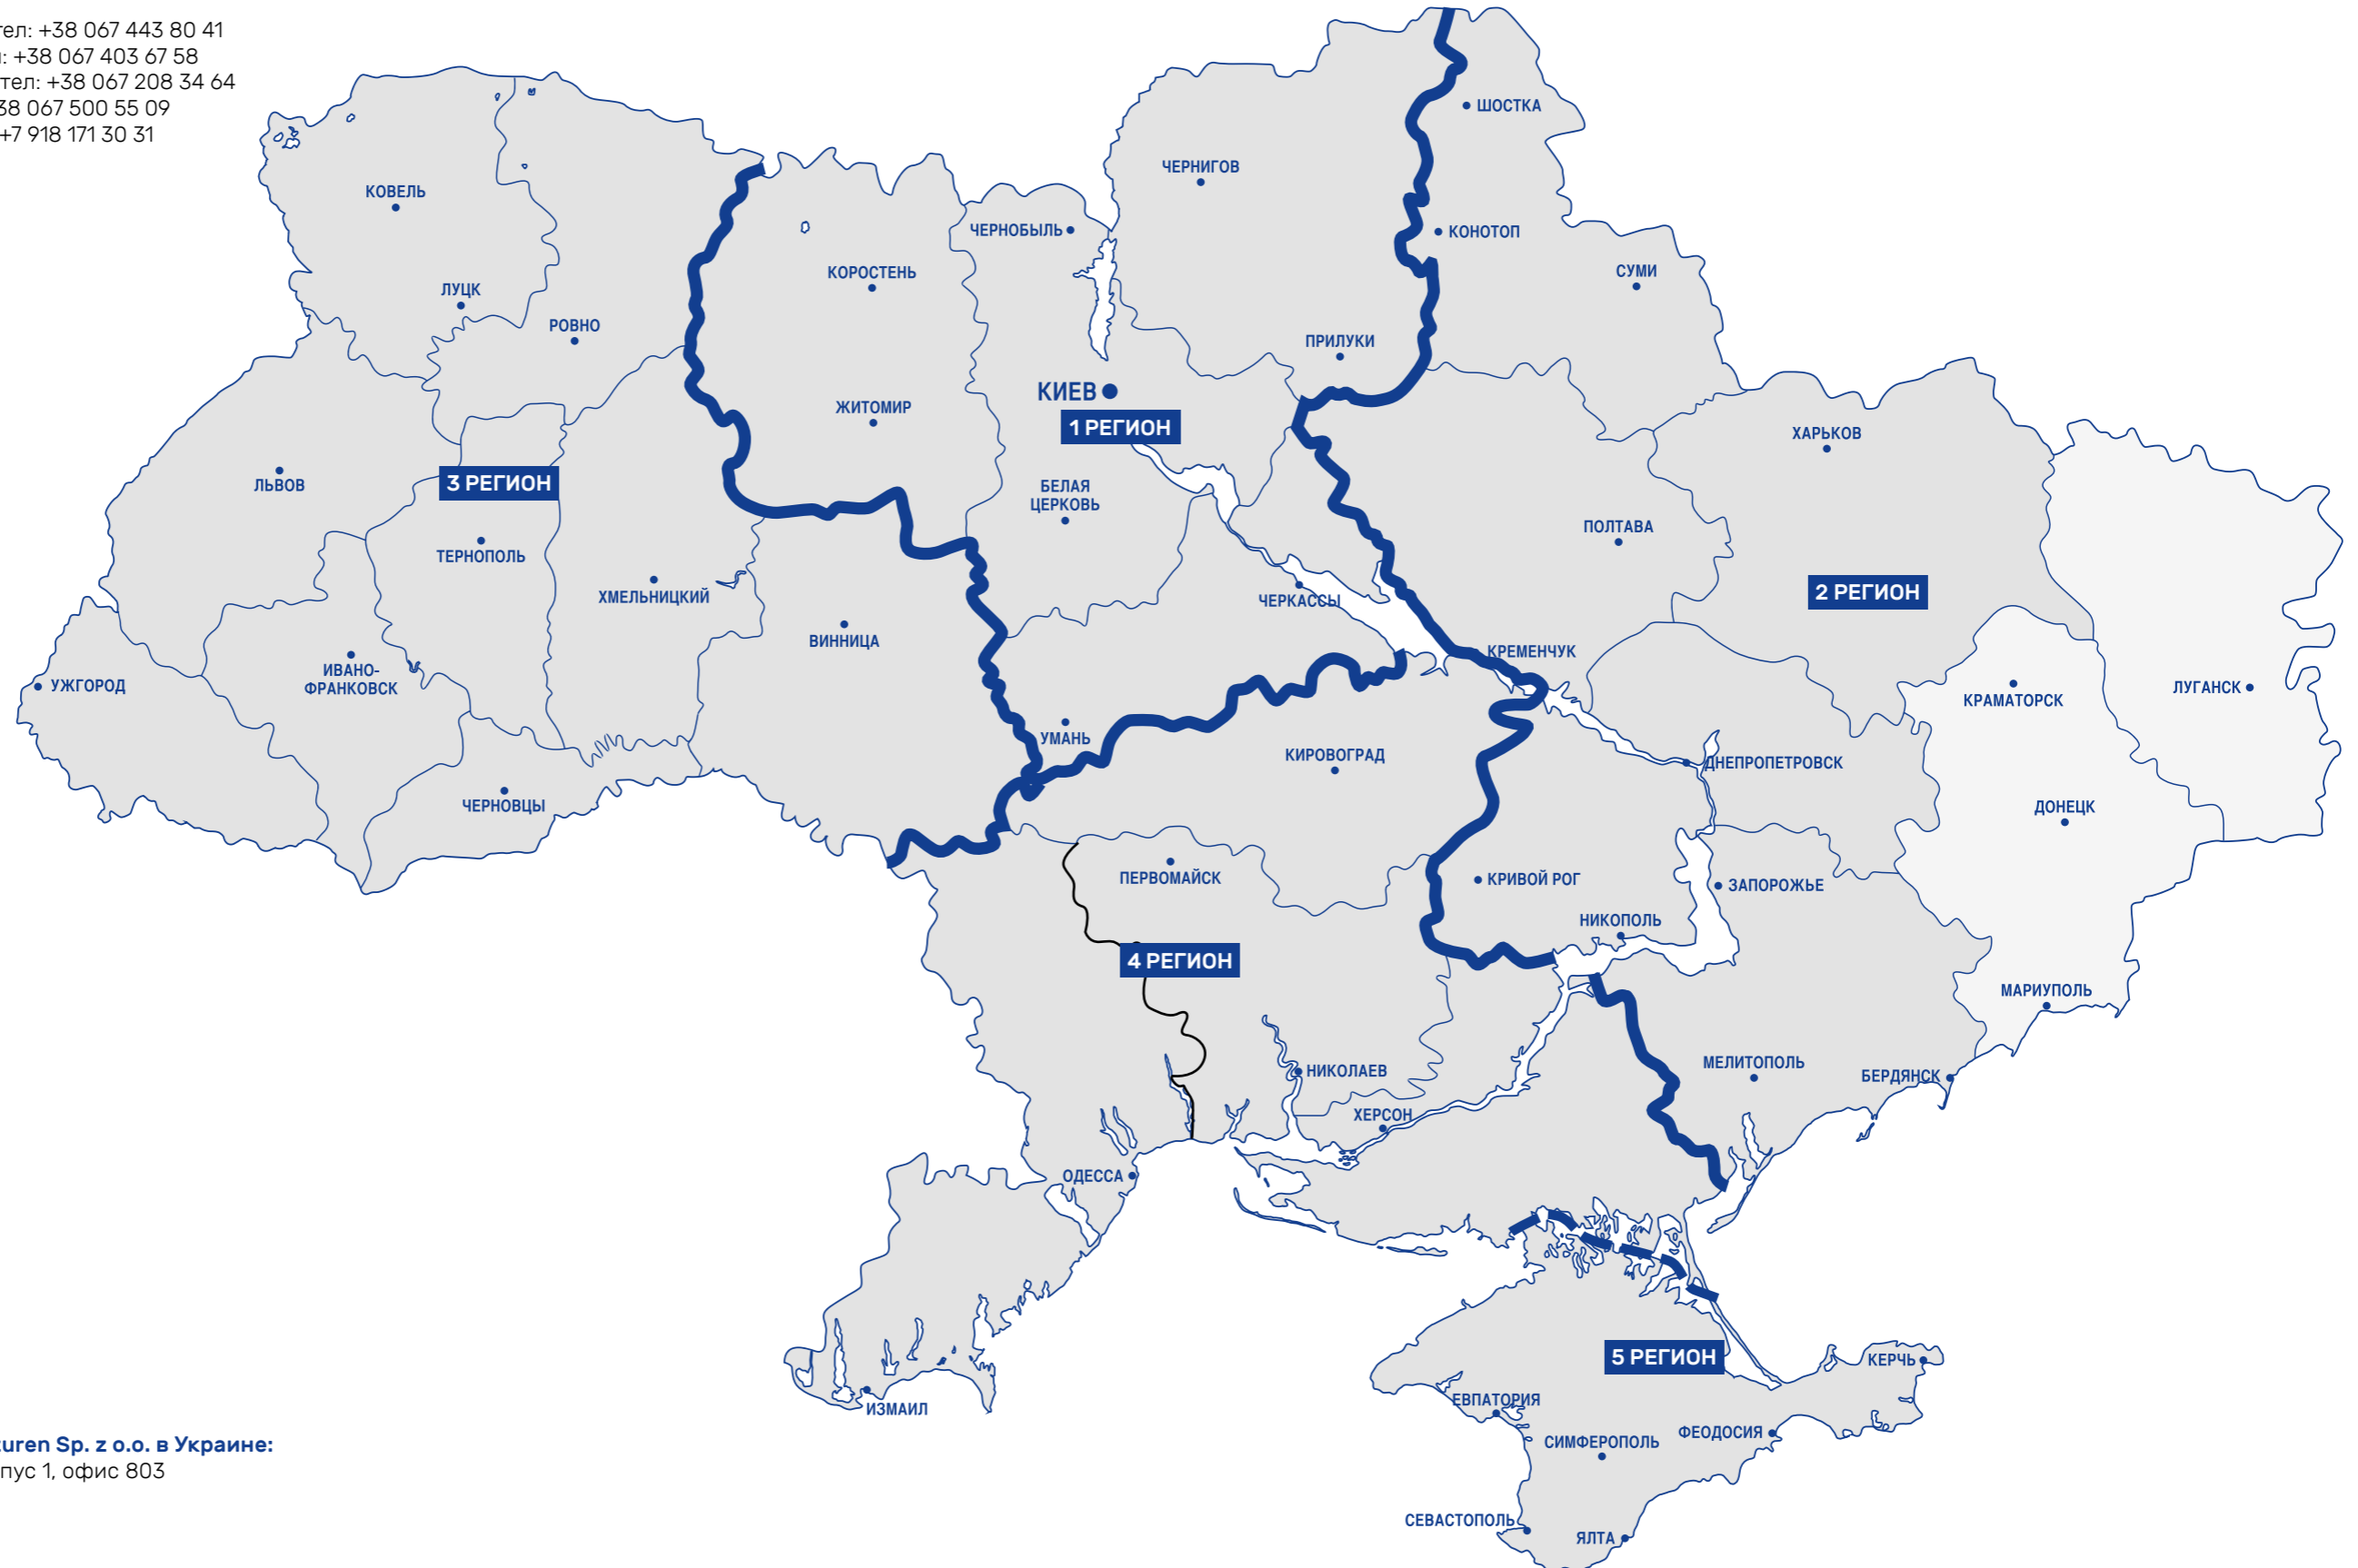 тел: +38 067 443 80 41
: +38 067 403 67 58
тел: +38 067 208 34 64
38 067 500 55 09
+7 918 171 30 31
ШОСТКА
ЧЕРНИГОВ
КОВЕЛЬ
ЧЕРНОБЫЛЬ
КОНОТОП
КОРОСТЕНЬ
СУМИ
ЛУЦК
РОВНО
ПРИЛУКИ
КИЕВ
ЖИТОМИР
1 РЕГИОН
ХАРЬКОВ
ЛЬВОВ
3 РЕГИОН
БЕЛАЯ
ЦЕРКОВЬ
ПОЛТАВА
ТЕРНОПОЛЬ
ХМЕЛЬНИЦКИЙ
ЧЕРКАССЫ
2 РЕГИОН
ВИННИЦА
КРЕМЕНЧУК
УЖГОРОД
ИВАНО-
ФРАНКОВСК
КРАМАТОРСК
ЛУГАНСК
УМАНЬ
КИРОВОГРАД
ДНЕПРОПЕТРОВСК
ЧЕРНОВЦЫ
ДОНЕЦК
ПЕРВОМАЙСК
КРИВОЙ РОГ
ЗАПОРОЖЬЕ
НИКОПОЛЬ
4 РЕГИОН
МАРИУПОЛЬ
НИКОЛАЕВ
МЕЛИТОПОЛЬ
БЕРДЯНСК
ХЕРСОН
ОДЕССА
5 РЕГИОН
КЕРЧЬ
ЕВПАТОРИЯ
ИЗМАИЛ
ФЕОДОСИЯ
СИМФЕРОПОЛЬ
turen Sp. z o.o. в Украине:
пус 1, офис 803
СЕВАСТОПОЛЬ
ЯЛТА